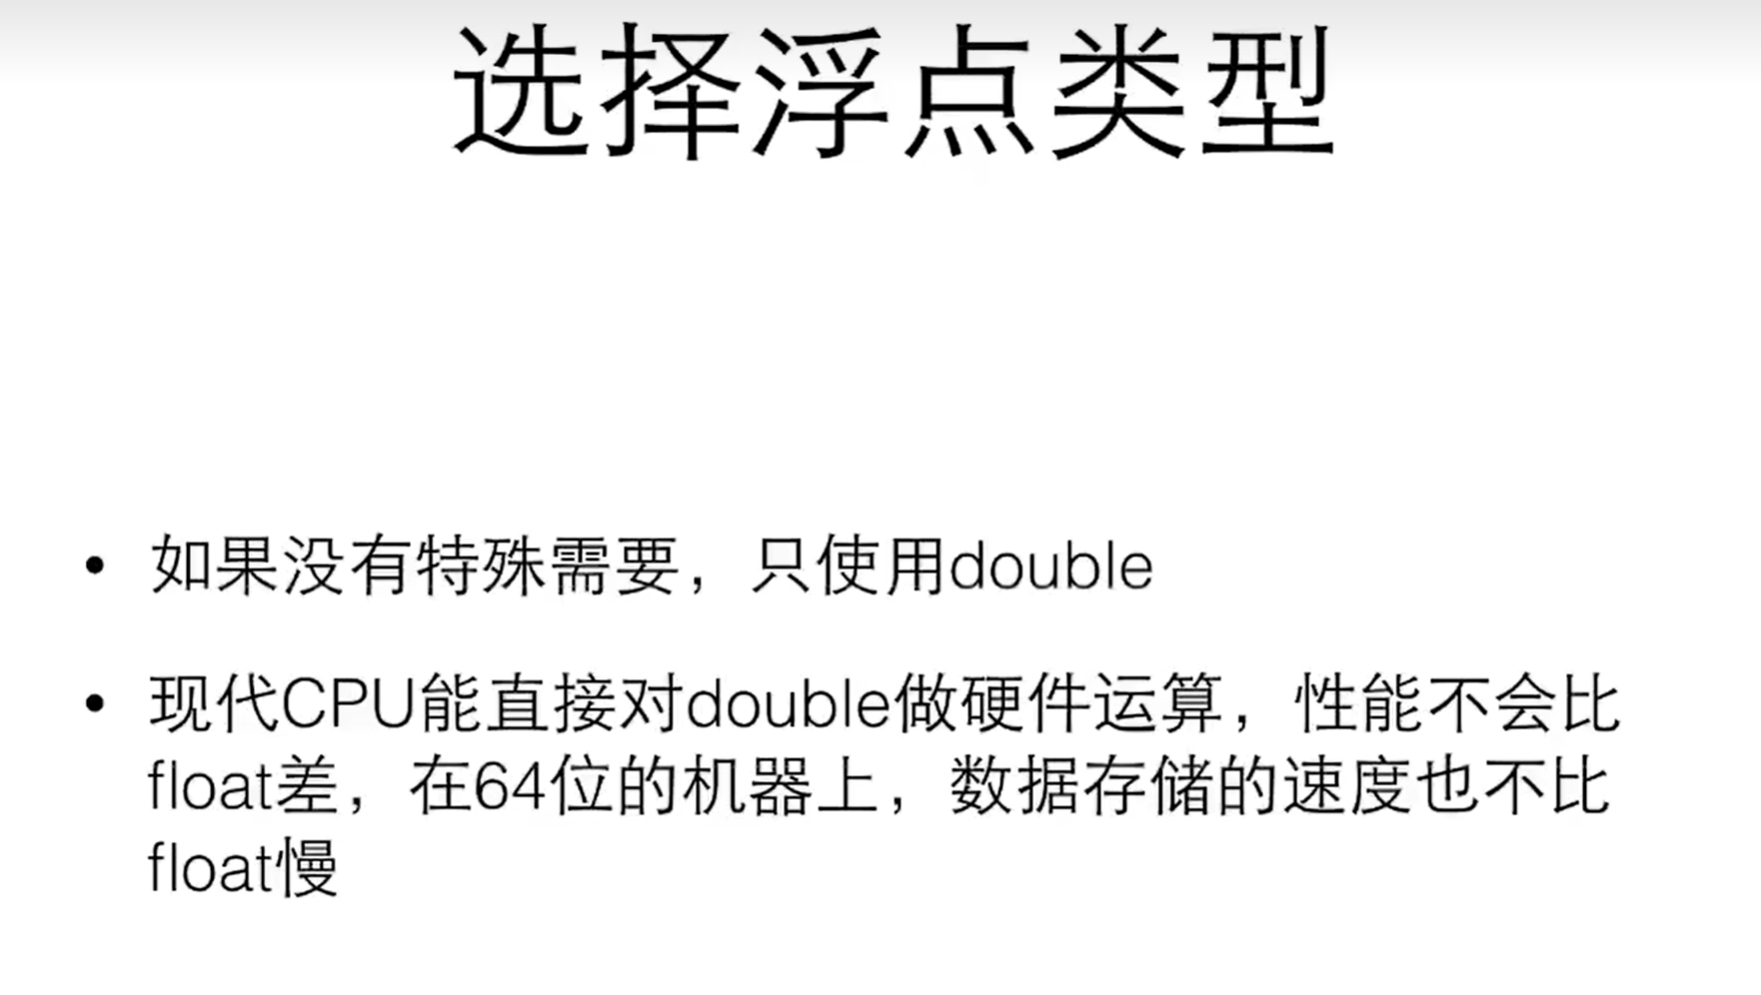 选择浮点类型
• 如果没有特殊需要，只使用double
• 现代CPU能直接对double做硬件运算，性能不会比
float差，在64位的机器上，数据存储的速度也不比
float慢